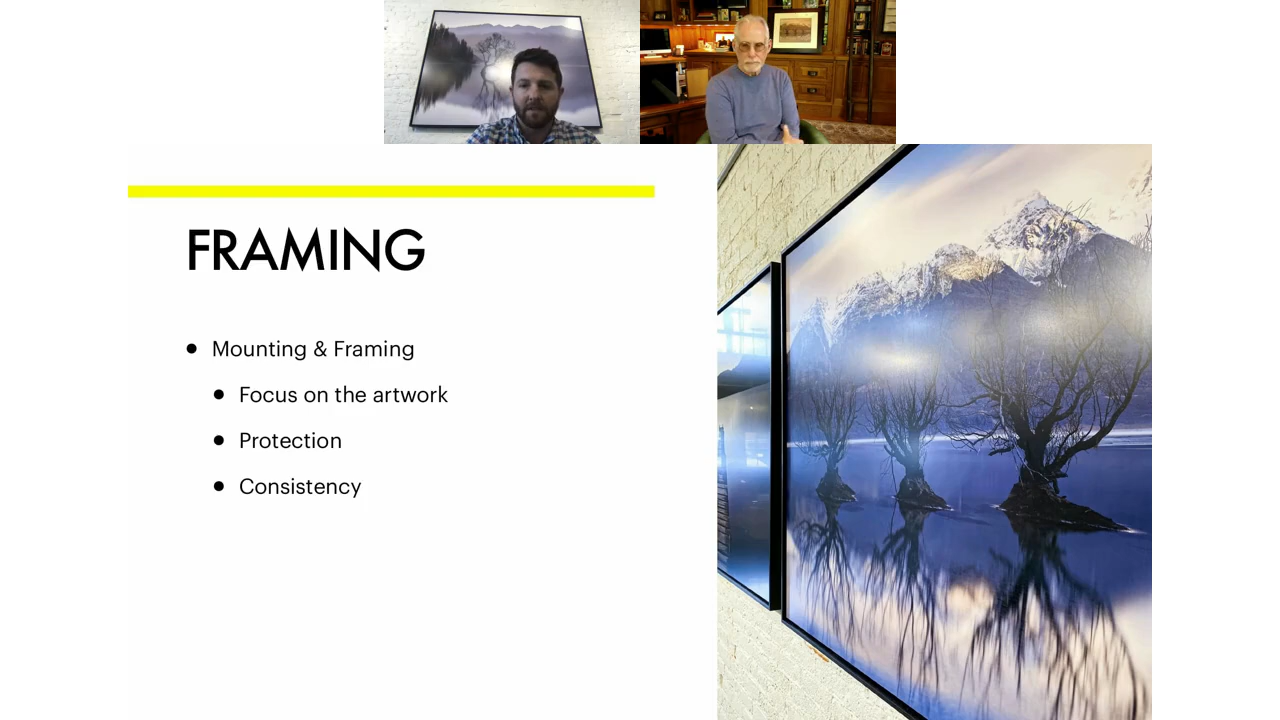 FRAMING
Mounting & Framing
Focus on the artwork
Protection
Consistency